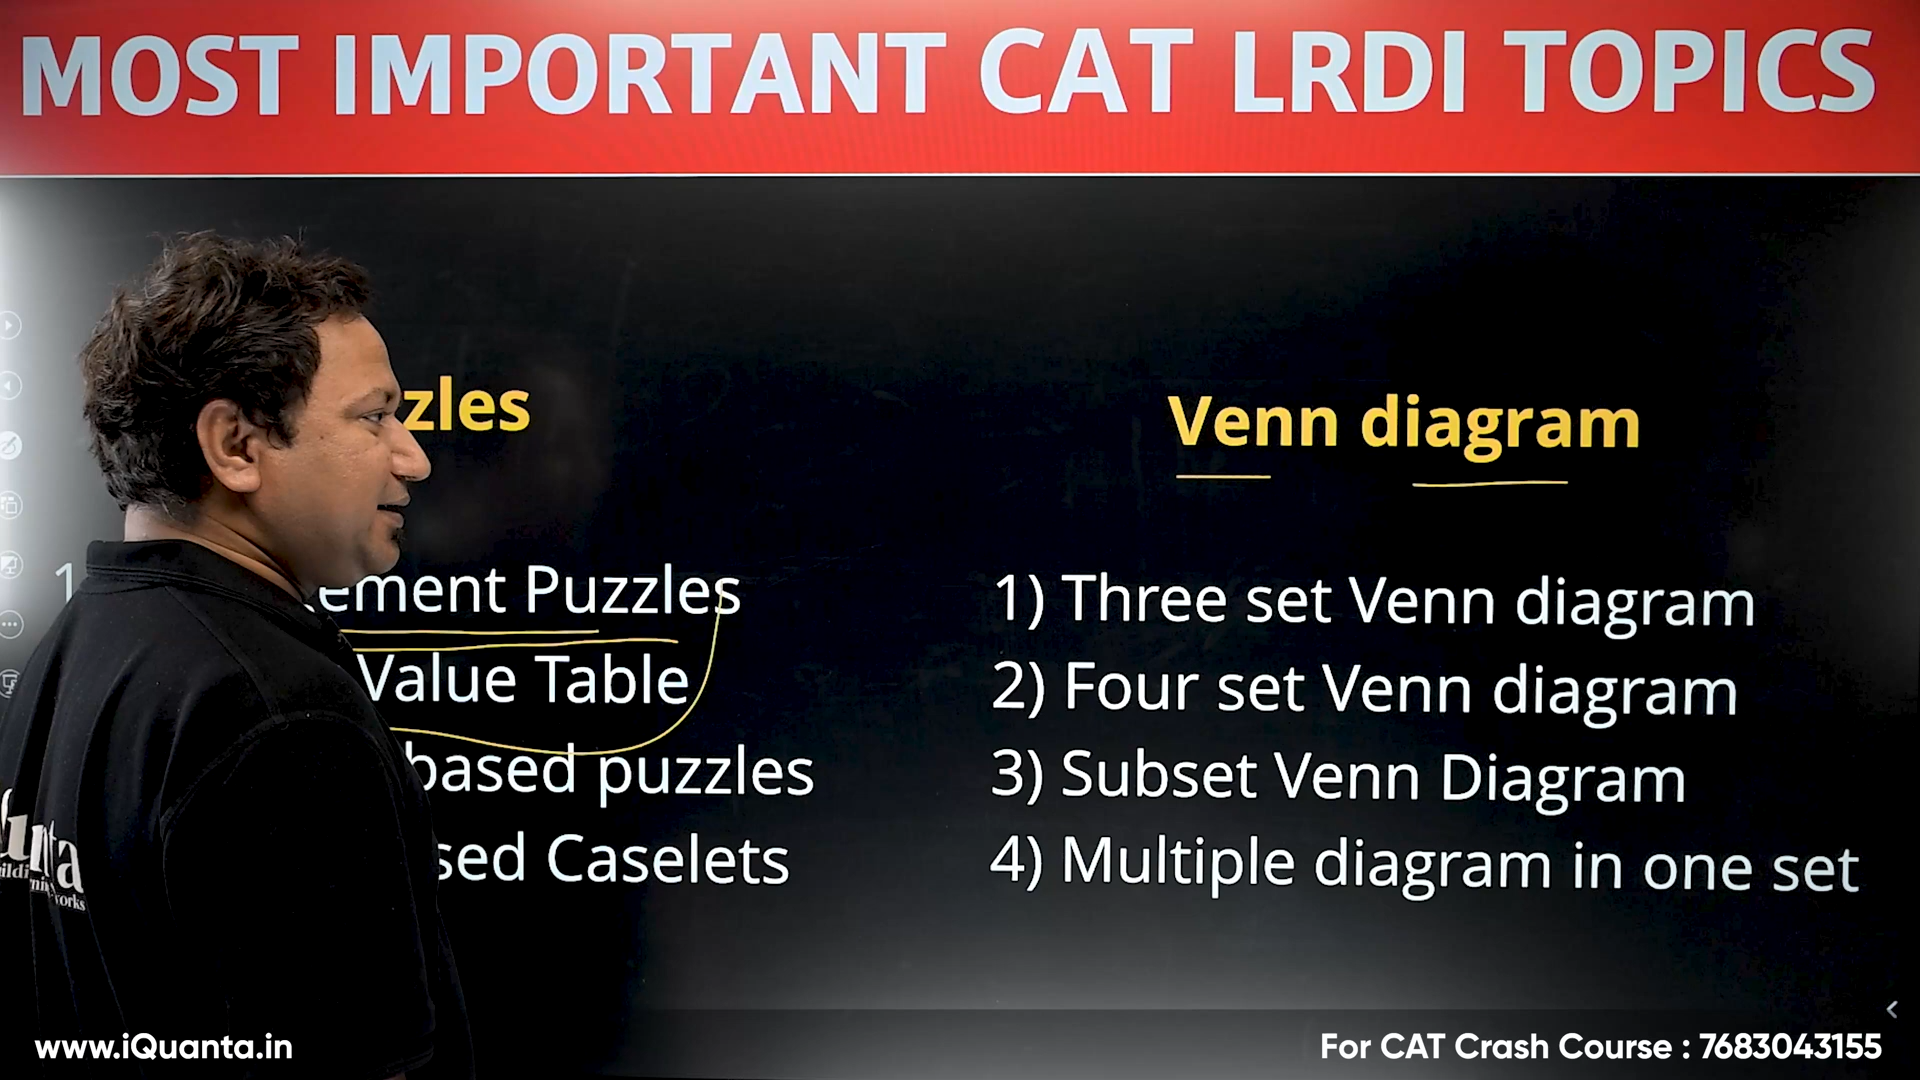 MOST IMPORTANT CAT LRDI TOPICS
zles
ement Puzzles
Value Table
based puzzles
sed Caselets
Venn diagram
1) Three set Venn diagram
2) Four set Venn diagram
3) Subset Venn Diagram
4) Multiple diagram in one set
www.iQuanta.in
For CAT Crash Course : 7683043155